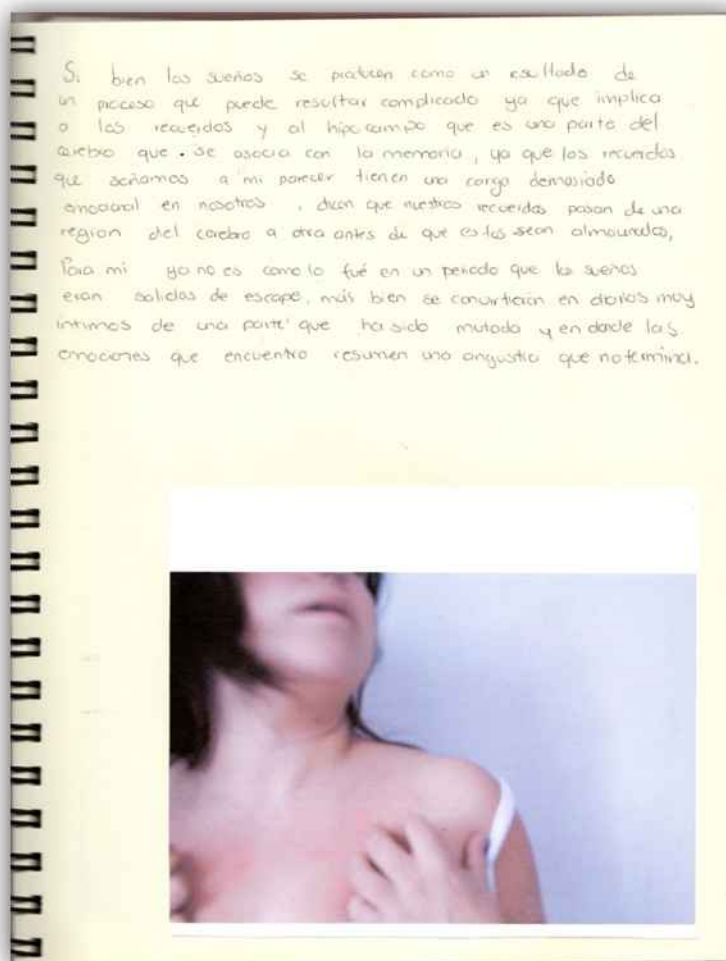 Si bien los sueños se producen como un resultado de
un proceso que puede resultar complicado ya que implica
a los recuerdos y al hipocampo que es una parte del
cerebro que . se asocia con la memoria, ya que los recuerdos
que soñamos a mi parecer tienen una carga demasiado
emocional en nosotros , dicen que nuestros recuerdos pasan de una
region del cerebro a otra antes de que estos sean almacenados,
Para mi ya no es como lo fué en un periodo que los sueños
eran salidas de escape, más bien se convirtieron en diarios muy
intimos de una parte que ha sido mutada y en donde las
emociones que encuentro resumen una angustia que no termina.